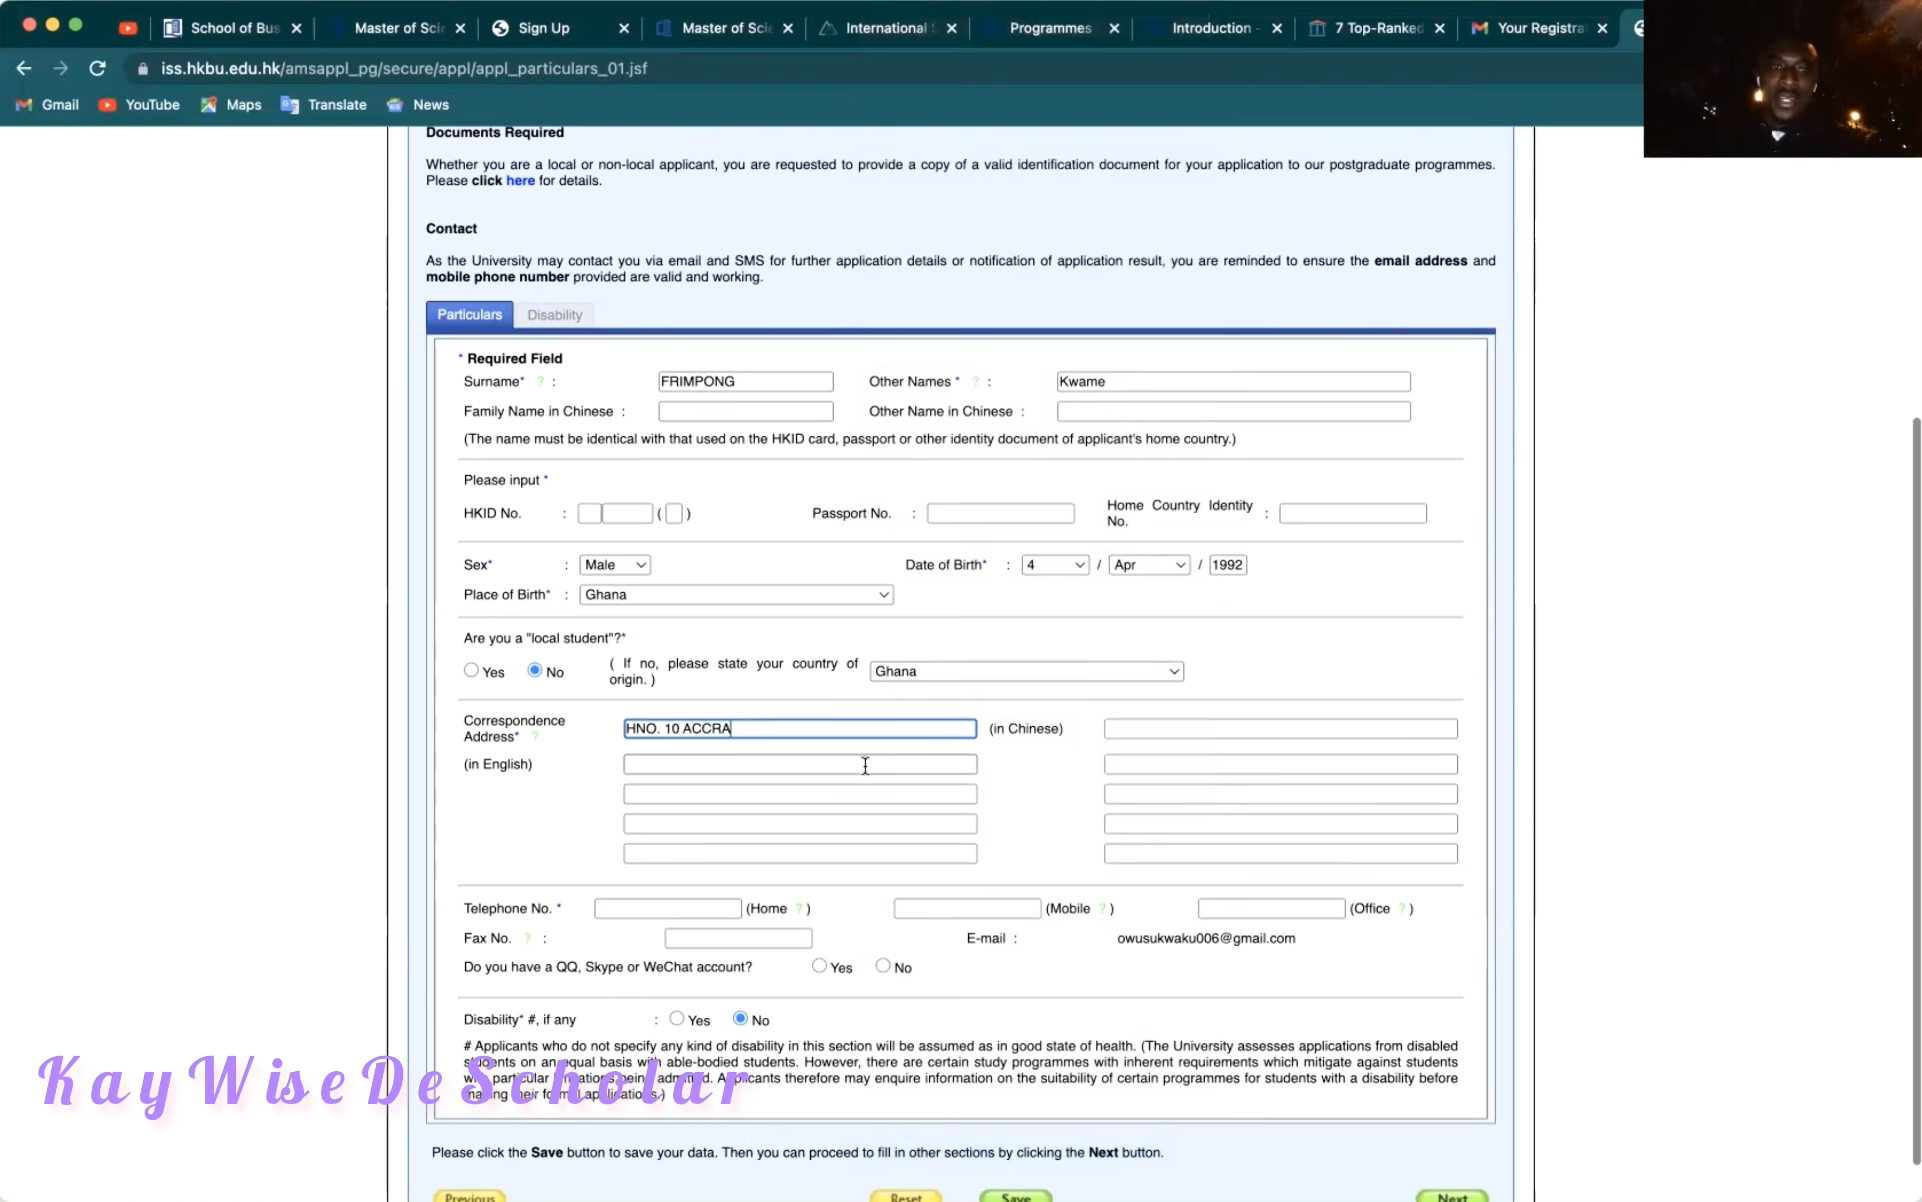 School of Bus
Master of Scie
Sign Up
Master of Scie
International S
Programmes
Introduction -
7 Top-Ranked
Your Registra
iss.hkbu.edu.hk/amsappl_pg/secure/appl/appl_particulars_01.jsf
Gmail YouTube Maps Translate News
Documents Required
Whether you are a local or non-local applicant, you are requested to provide a copy of a valid identification document for your application to our postgraduate programmes.
Please click here for details.
Contact
As the University may contact you via email and SMS for further application details or notification of application result, you are reminded to ensure the email address and
mobile phone number provided are valid and working.
Particulars Disability
* Required Field
Surname* ? : FRIMPONG Other Names * ? : Kwame
Family Name in Chinese : Other Name in Chinese :
(The name must be identical with that used on the HKID card, passport or other identity document of applicant's home country.)
Please input *
HKID No. : ( ) Passport No. : Home Country Identity No. :
Sex* : Male Date of Birth* : 4 / Apr / 1992
Place of Birth* : Ghana
Are you a "local student"?*
Yes No ( If no, please state your country of origin. ) Ghana
Correspondence Address* ? HNO. 10 ACCRA (in Chinese)
(in English)
Telephone No. * (Home ? ) (Mobile ? ) (Office ? )
Fax No. ? : E-mail : owusukwaku006@gmail.com
Do you have a QQ, Skype or WeChat account? Yes No
Disability* #, if any : Yes No
# Applicants who do not specify any kind of disability in this section will be assumed as in good state of health. (The University assesses applications from disabled
students on an equal basis with able-bodied students. However, there are certain study programmes with inherent requirements which mitigate against students
with particular being admitted. Applicants therefore may enquire information on the suitability of certain programmes for students with a disability before
making their formal applications.)
KayWiseDeScholar
Please click the Save button to save your data. Then you can proceed to fill in other sections by clicking the Next button.
Previous Reset Save Next